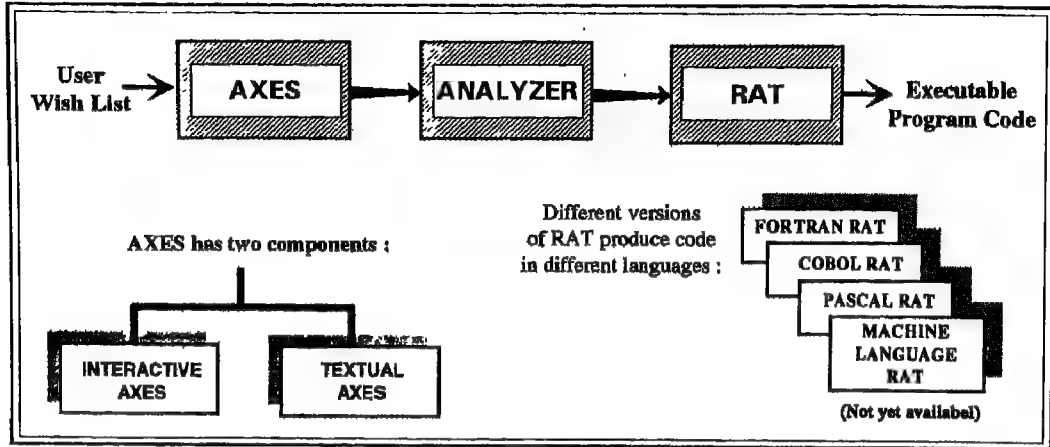 User
Wish List
AXES
ANALYZER
RAT
Executable
Program Code
AXES has two components :
INTERACTIVE
AXES
TEXTUAL
AXES
Different versions
of RAT produce code
in different languages :
FORTRAN RAT
COBOL RAT
PASCAL RAT
MACHINE
LANGUAGE
RAT
(Not yet availabel)